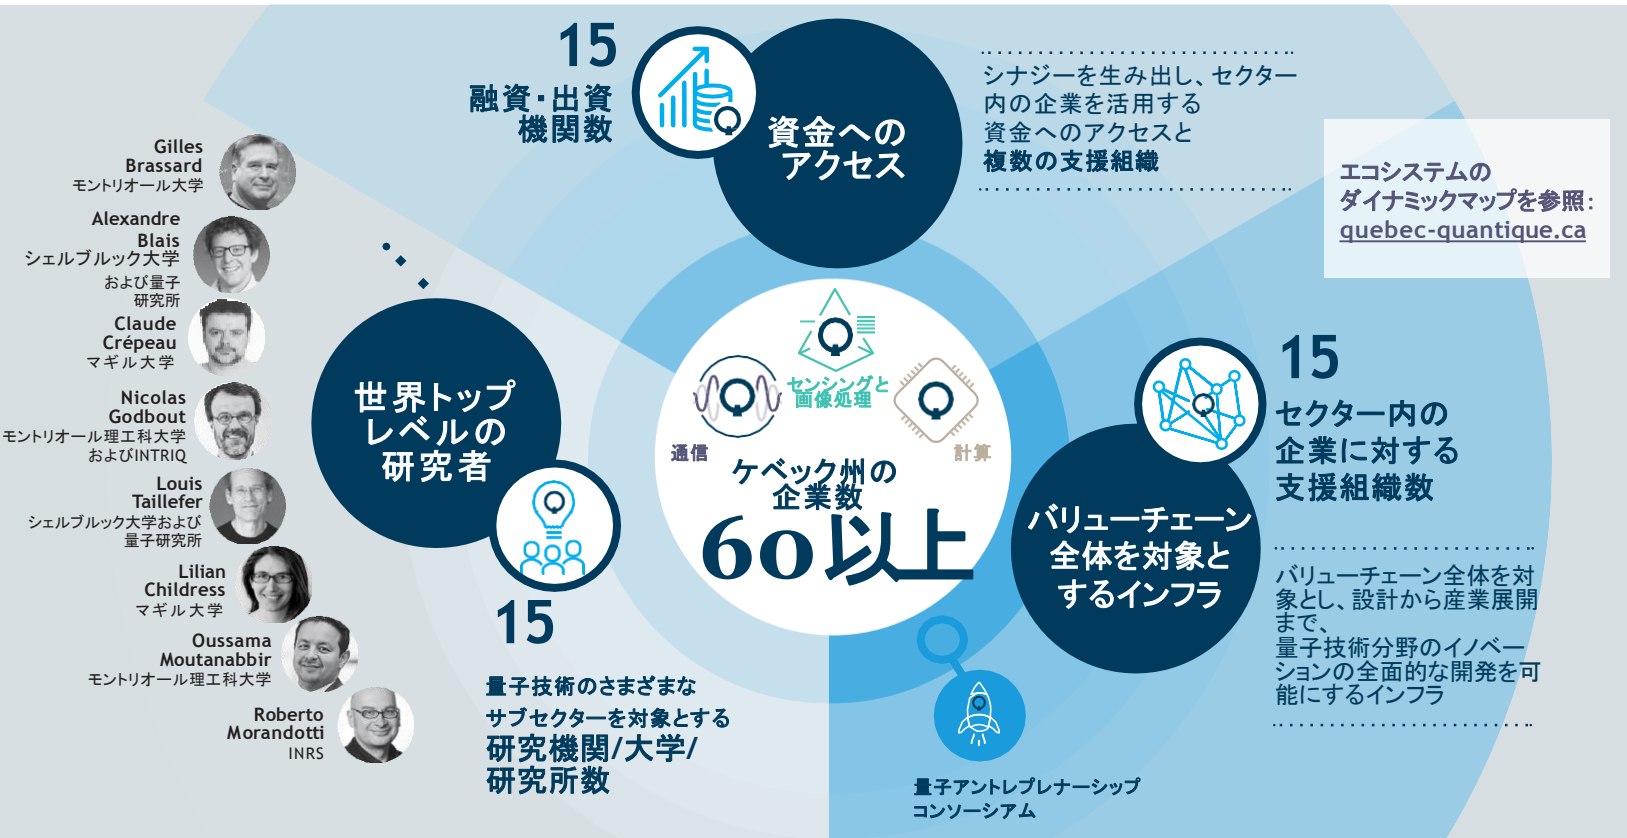 15
融資・出資
機関数
資金への
アクセス
シナジーを生み出し、セクター
内の企業を活用する
資金へのアクセスと
複数の支援組織
エコシステムの
ダイナミックマップを参照：
quebec-quantique.ca
Gilles
Brassard
モントリオール大学
Alexandre
Blais
シェルブルック大学
および量子
研究所
Claude
Crépeau
マギル大学
Nicolas
Godbout
モントリオール理工科大学
およびINTRIQ
Louis
Taillefer
シェルブルック大学および
量子研究所
Lilian
Childress
マギル大学
Oussama
Moutanabbir
モントリオール理工科大学
Roberto
Morandotti
INRS
世界トップ
レベルの
研究者
15
量子技術のさまざまな
サブセクターを対象とする
研究機関/大学/
研究所数
センシングと
画像処理
通信
計算
ケベック州の
企業数
60以上
バリューチェーン
全体を対象と
するインフラ
15
セクター内の
企業に対する
支援組織数
バリューチェーン全体を対
象とし、設計から産業展開
まで、
量子技術分野のイノベー
ションの全面的な開発を可
能にするインフラ
量子アントレプレナーシップ
コンソーシアム